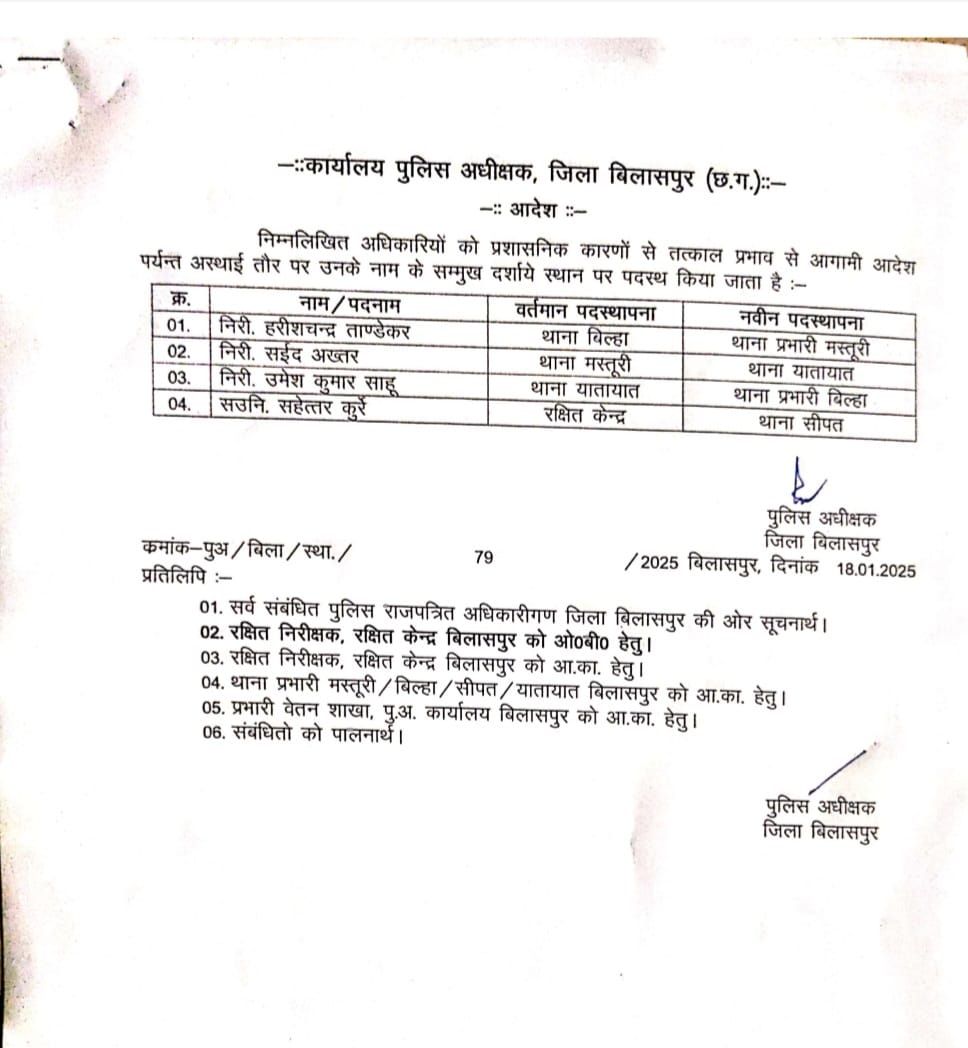 –::कार्यालय पुलिस अधीक्षक, जिला बिलासपुर (छ.ग.)::–
–:: आदेश ::–
निम्नलिखित अधिकारियों को प्रशासनिक कारणों से तत्काल प्रभाव से आगामी आदेश
पर्यन्त अस्थाई तौर पर उनके नाम के सम्मुख दर्शाये स्थान पर पदस्थ किया जाता है :–
क्र. नाम/पदनाम वर्तमान पदस्थापना नवीन पदस्थापना
01. निरी. हरीशचन्द्र ताण्डेकर थाना बिल्हा थाना प्रभारी मस्तूरी
02. निरी. सईद अख्तर थाना मस्तूरी थाना यातायात
03. निरी. उमेश कुमार साहू थाना यातायात थाना प्रभारी बिल्हा
04. सउनि. सहेत्तर कुर्रे रक्षित केन्द्र थाना सीपत
पुलिस अधीक्षक
जिला बिलासपुर
कमांक–पुअ/बिला/स्था./ 79 /2025 बिलासपुर, दिनांक 18.01.2025
प्रतिलिपि :–
01. सर्व संबंधित पुलिस राजपत्रित अधिकारीगण जिला बिलासपुर की ओर सूचनार्थ।
02. रक्षित निरीक्षक, रक्षित केन्द्र बिलासपुर को ओ0बी0 हेतु।
03. रक्षित निरीक्षक, रक्षित केन्द्र बिलासपुर को आ.का. हेतु।
04. थाना प्रभारी मस्तूरी/बिल्हा/सीपत/यातायात बिलासपुर को आ.का. हेतु।
05. प्रभारी वेतन शाखा, पु.अ. कार्यालय बिलासपुर को आ.का. हेतु।
06. संबंधितो को पालनार्थ।
पुलिस अधीक्षक
जिला बिलासपुर